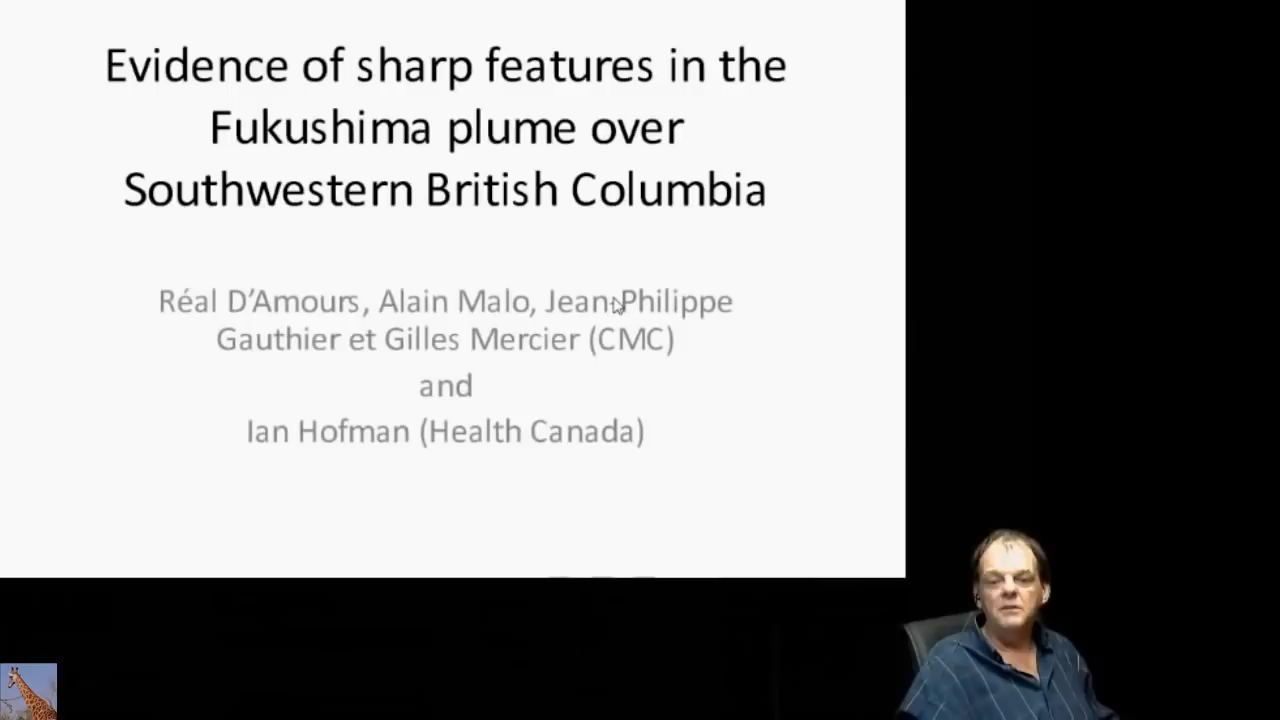 Evidence of sharp features in the
Fukushima plume over
Southwestern British Columbia
Réal D'Amours, Alain Malo, Jean-Philippe
Gauthier et Gilles Mercier (CMC)
and
Ian Hofman (Health Canada)